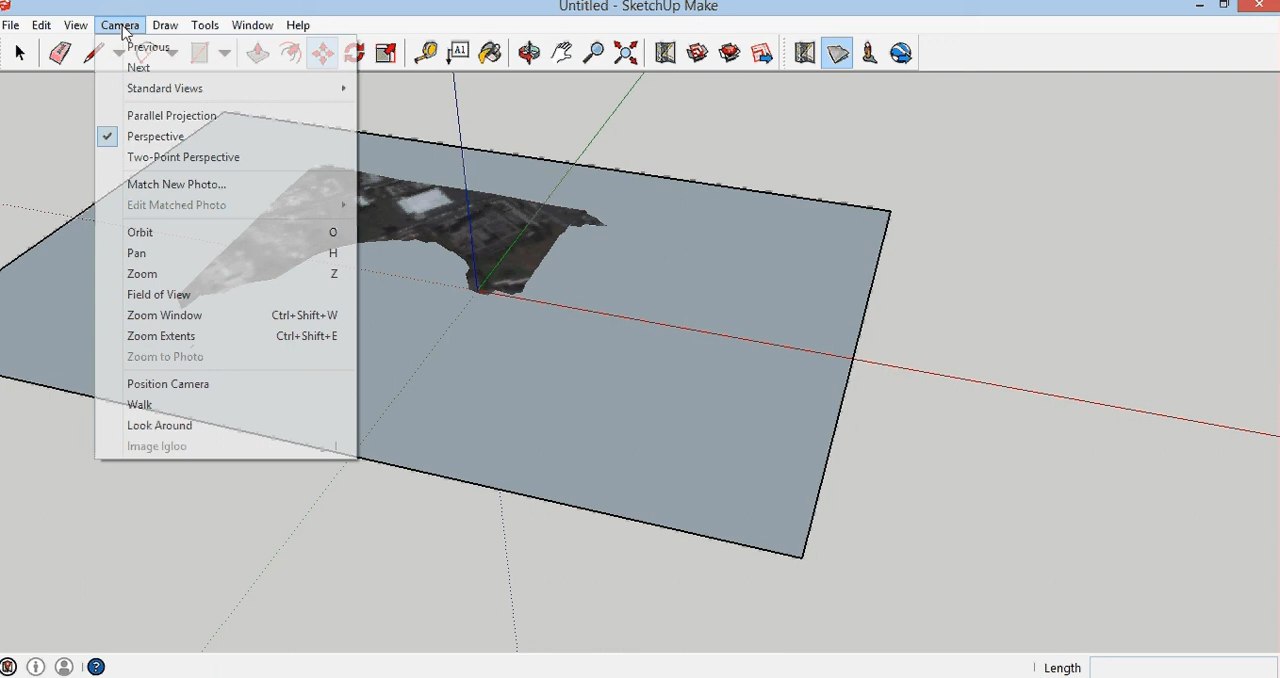 Untitled - SketchUp Make
File Edit View Camera Draw Tools Window Help
A1
Previous
Next
Standard Views
Parallel Projection
Perspective
Two-Point Perspective
Match New Photo...
Edit Matched Photo
Orbit O
Pan H
Zoom Z
Field of View
Zoom Window Ctrl+Shift+W
Zoom Extents Ctrl+Shift+E
Zoom to Photo
Position Camera
Walk
Look Around
Image Igloo I
Length